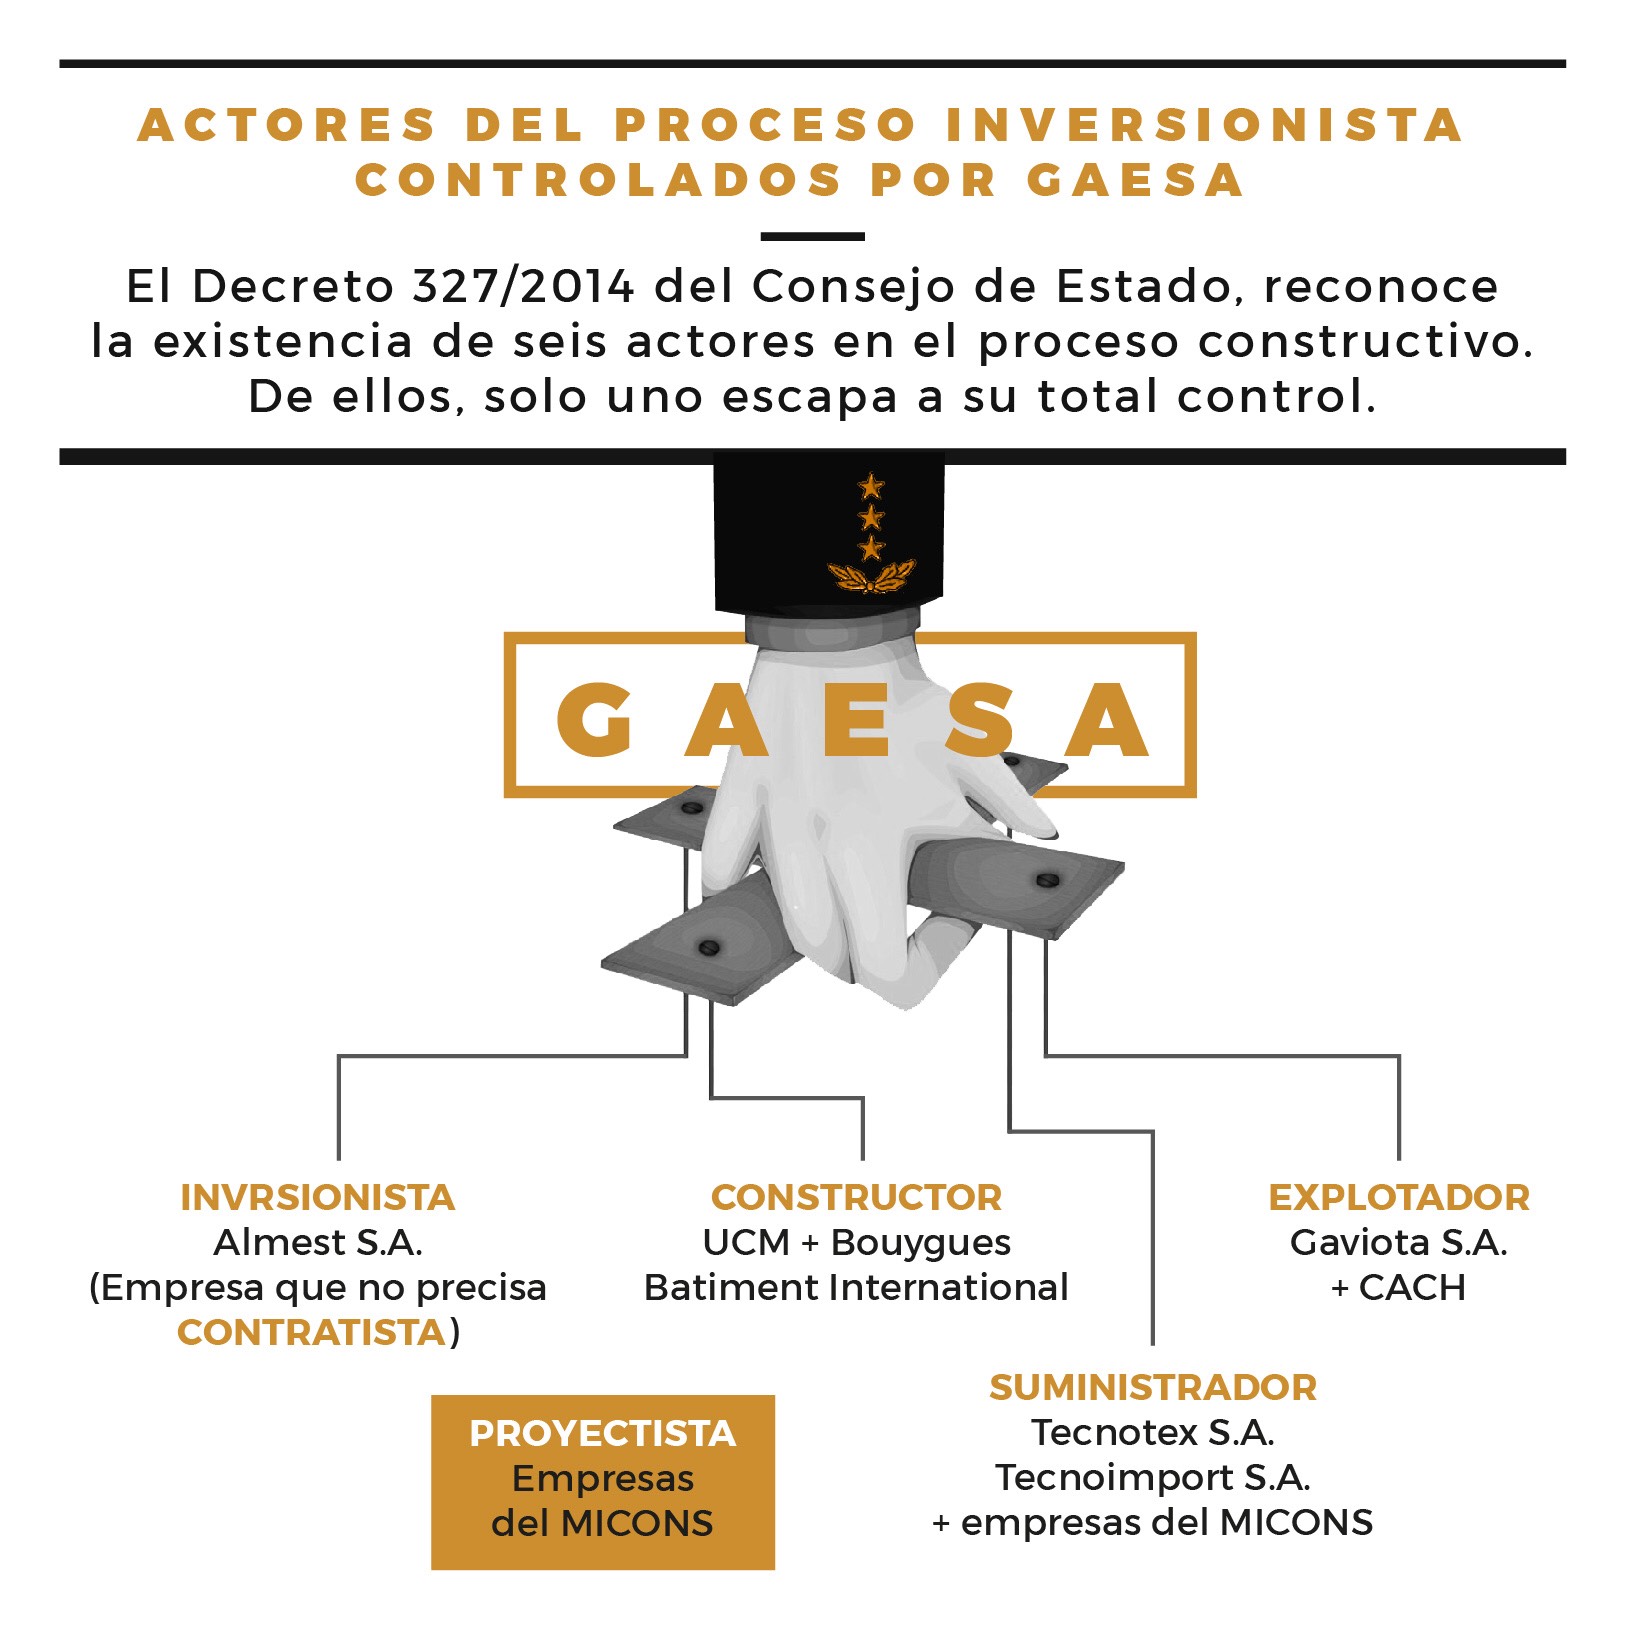 ACTORES DEL PROCESO INVERSIONISTA
CONTROLADOS POR GAESA
El Decreto 327/2014 del Consejo de Estado, reconoce
la existencia de seis actores en el proceso constructivo.
De ellos, solo uno escapa a su total control.
GAESA
INVRSIONISTA
Almest S.A.
(Empresa que no precisa
CONTRATISTA)
CONSTRUCTOR
UCM + Bouygues
Batiment International
EXPLOTADOR
Gaviota S.A.
+ CACH
PROYECTISTA
Empresas
del MICONS
SUMINISTRADOR
Tecnotex S.A.
Tecnoimport S.A.
+ empresas del MICONS